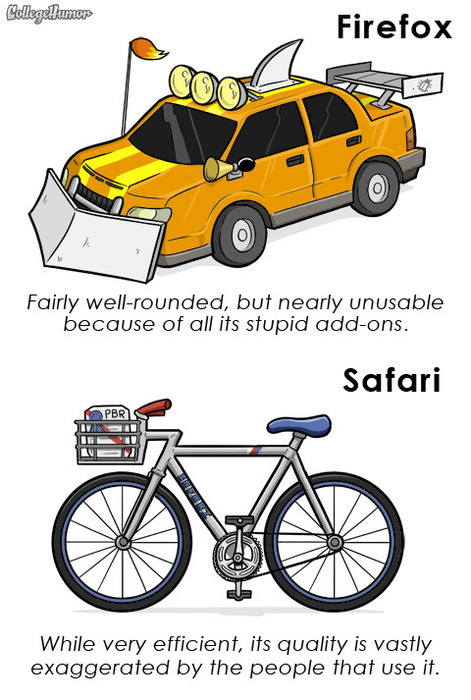 CollegeHumor
Firefox
Fairly well-rounded, but nearly unusable
because of all its stupid add-ons.
Safari
PBR
While very efficient, its quality is vastly
exaggerated by the people that use it.